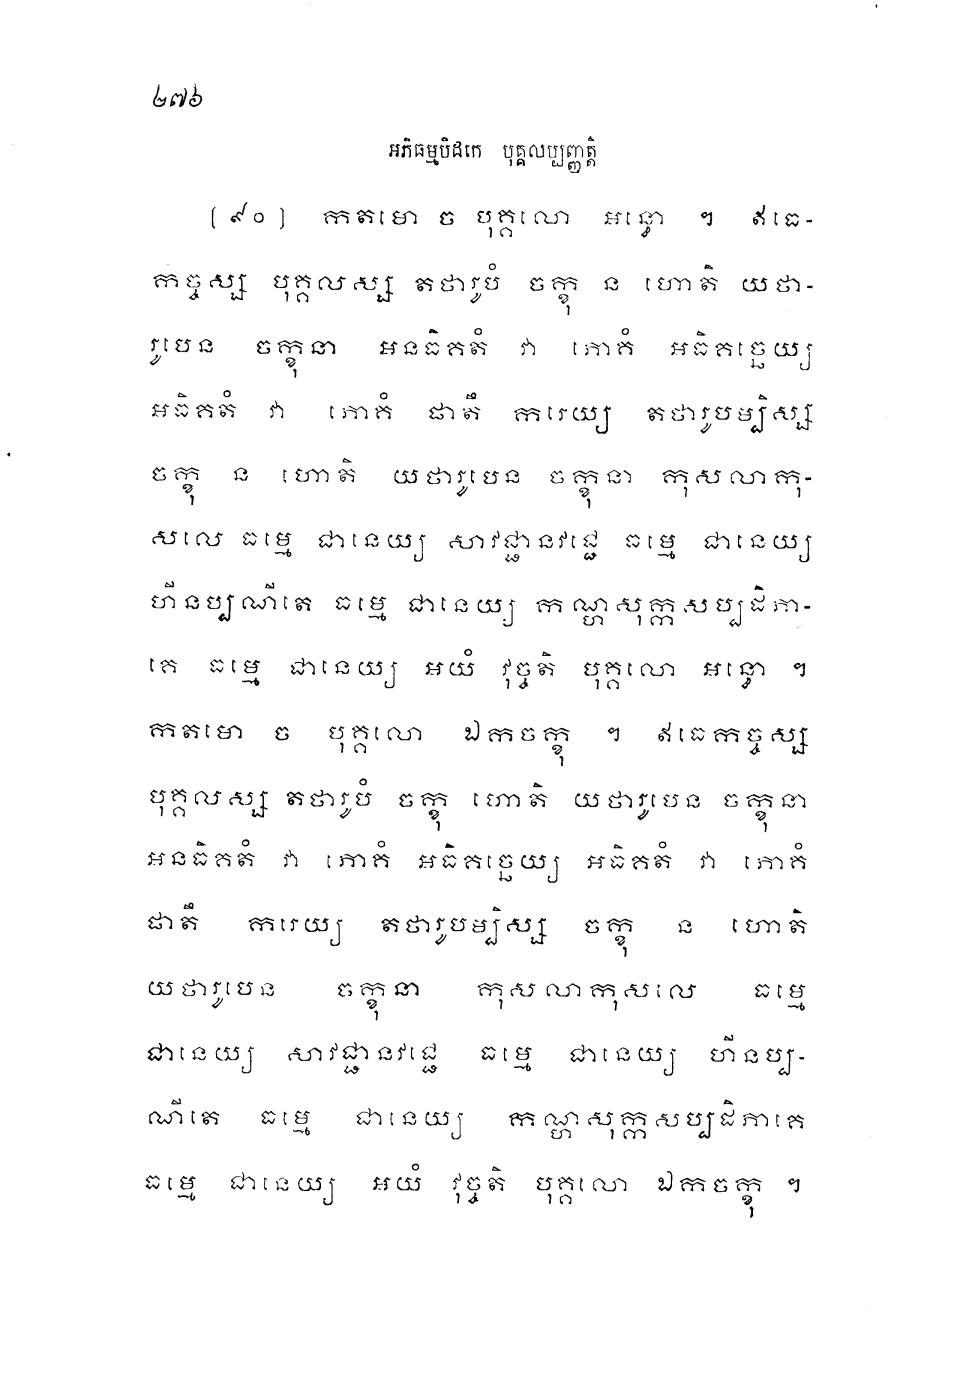 ២៧៦
អភិធម្មបិដកេ បុគ្គលប្បញ្ញត្តិ
[៩០] កតមោ ច បុគ្គលោ អន្ធោ ។ ឥធេ-
កច្ចស្ស បុគ្គលស្ស តថារូបំ ចក្ខុ ន ហោតិ យថា-
រូបេន ចក្ខុនា អនធិគតំ វា ភោគំ អធិគច្ឆេយ្យ
អធិគតំ វា ភោគំ ផាតឹ ករេយ្យ តថារូបម្បិស្ស
ចក្ខុ ន ហោតិ យថារូបេន ចក្ខុនា កុសលាកុ-
សលេ ធម្មេ ជានេយ្យ សាវជ្ជានវជ្ជេ ធម្មេ ជានេយ្យ
ហីនប្បណីតេ ធម្មេ ជានេយ្យ កណ្ហសុក្កសប្បដិភា-
គេ ធម្មេ ជានេយ្យ អយំ វុច្ចតិ បុគ្គលោ អន្ធោ ។
កតមោ ច បុគ្គលោ ឯកចក្ខុ ។ ឥធេកច្ចស្ស
បុគ្គលស្ស តថារូបំ ចក្ខុ ហោតិ យថារូបេន ចក្ខុនា
អនធិគតំ វា ភោគំ អធិគច្ឆេយ្យ អធិគតំ វា ភោគំ
ផាតឹ ករេយ្យ តថារូបម្បិស្ស ចក្ខុ ន ហោតិ
យថារូបេន ចក្ខុនា កុសលាកុសលេ ធម្មេ
ជានេយ្យ សាវជ្ជានវជ្ជេ ធម្មេ ជានេយ្យ ហីនប្ប-
ណីតេ ធម្មេ ជានេយ្យ កណ្ហសុក្កសប្បដិភាគេ
ធម្មេ ជានេយ្យ អយំ វុច្ចតិ បុគ្គលោ ឯកចក្ខុ ។